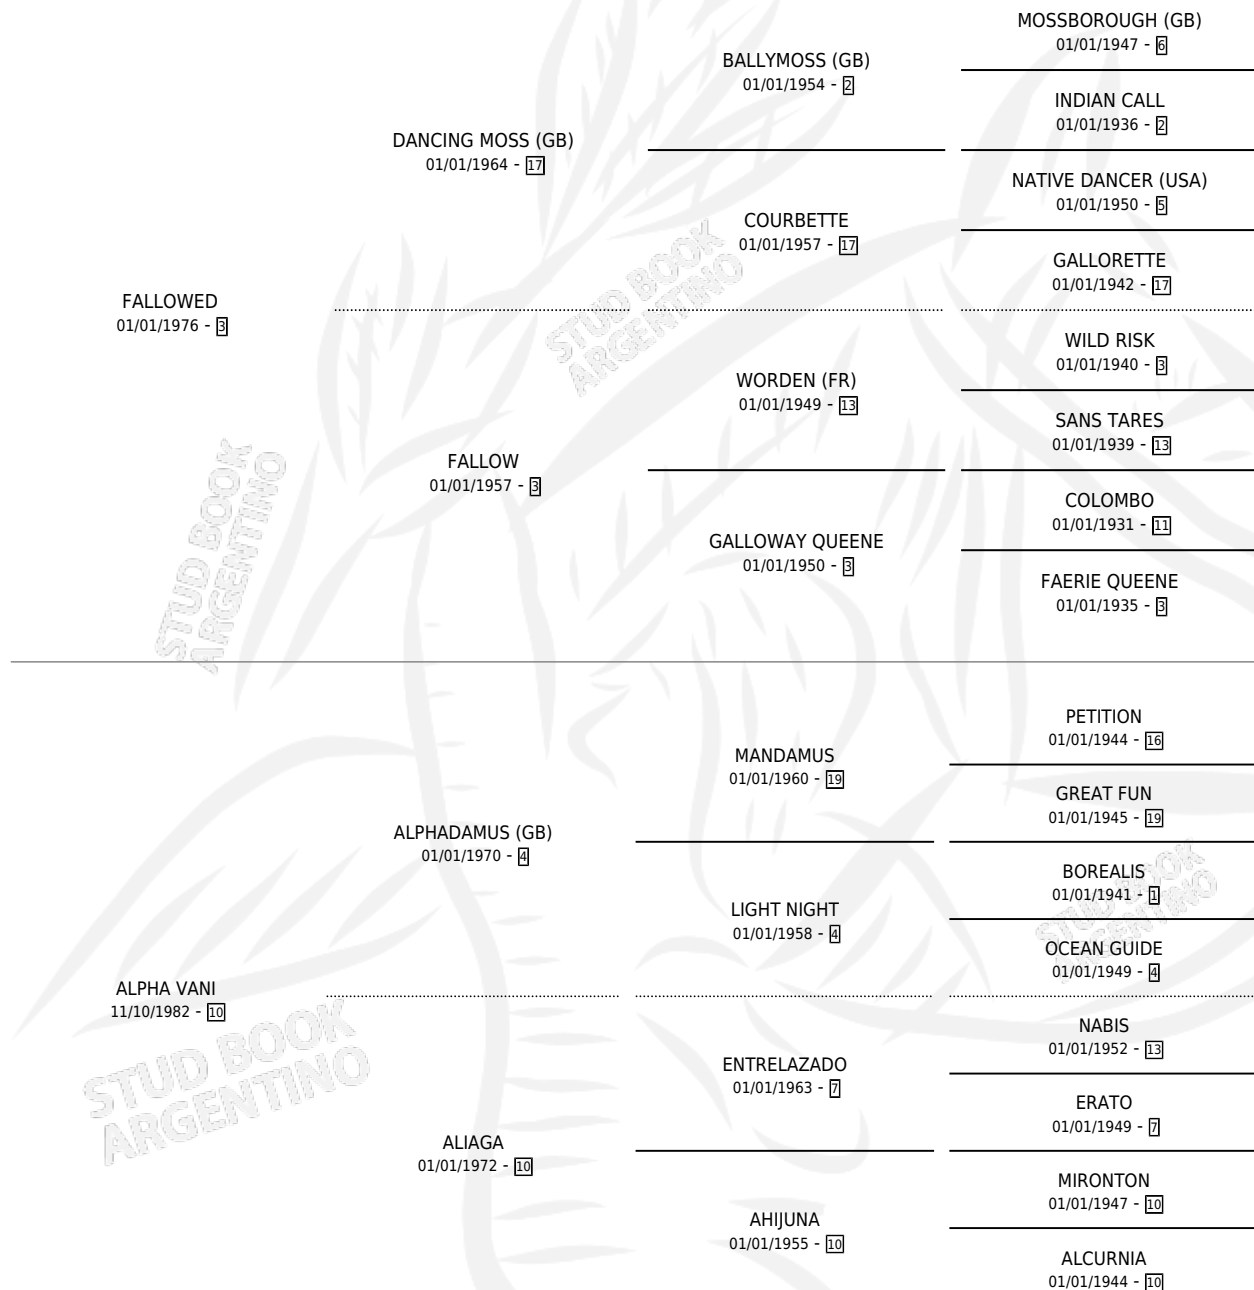 MOSSBOROUGH (GB)
01/01/1947 - 6
BALLYMOSS (GB)
01/01/1954 - 2
INDIAN CALL
01/01/1936 - 2
DANCING MOSS (GB)
01/01/1964 - 17
NATIVE DANCER (USA)
01/01/1950 - 5
COURBETTE
01/01/1957 - 17
GALLORETTE
01/01/1942 - 17
FALLOWED
01/01/1976 - 3
STUD BOOK
ARGENTINO
WILD RISK
01/01/1940 - 3
WORDEN (FR)
01/01/1949 - 13
SANS TARES
01/01/1939 - 13
FALLOW
01/01/1957 - 3
COLOMBO
01/01/1931 - 11
GALLOWAY QUEENE
01/01/1950 - 3
FAERIE QUEENE
01/01/1935 - 3
STUD BOOK
ARGENTINO
PETITION
01/01/1944 - 16
MANDAMUS
01/01/1960 - 19
GREAT FUN
01/01/1945 - 19
ALPHADAMUS (GB)
01/01/1970 - 4
BOREALIS
01/01/1941 - 1
STUD BOOK
ARGENTINO
LIGHT NIGHT
01/01/1958 - 4
OCEAN GUIDE
01/01/1949 - 4
ALPHA VANI
11/10/1982 - 10
STUD BOOK
ARGENTINO
NABIS
01/01/1952 - 13
ENTRELAZADO
01/01/1963 - 7
ERATO
01/01/1949 - 7
ALIAGA
01/01/1972 - 10
MIRONTON
01/01/1947 - 10
AHIJUNA
01/01/1955 - 10
ALCURNIA
01/01/1944 - 10